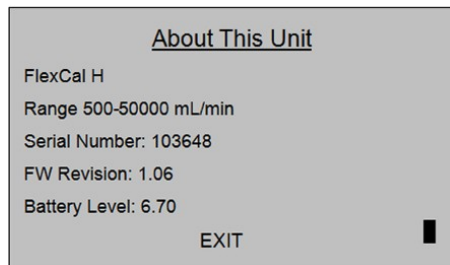 About This Unit
FlexCal H
Range 500-50000 mL/min
Serial Number: 103648
FW Revision: 1.06
Battery Level: 6.70
EXIT